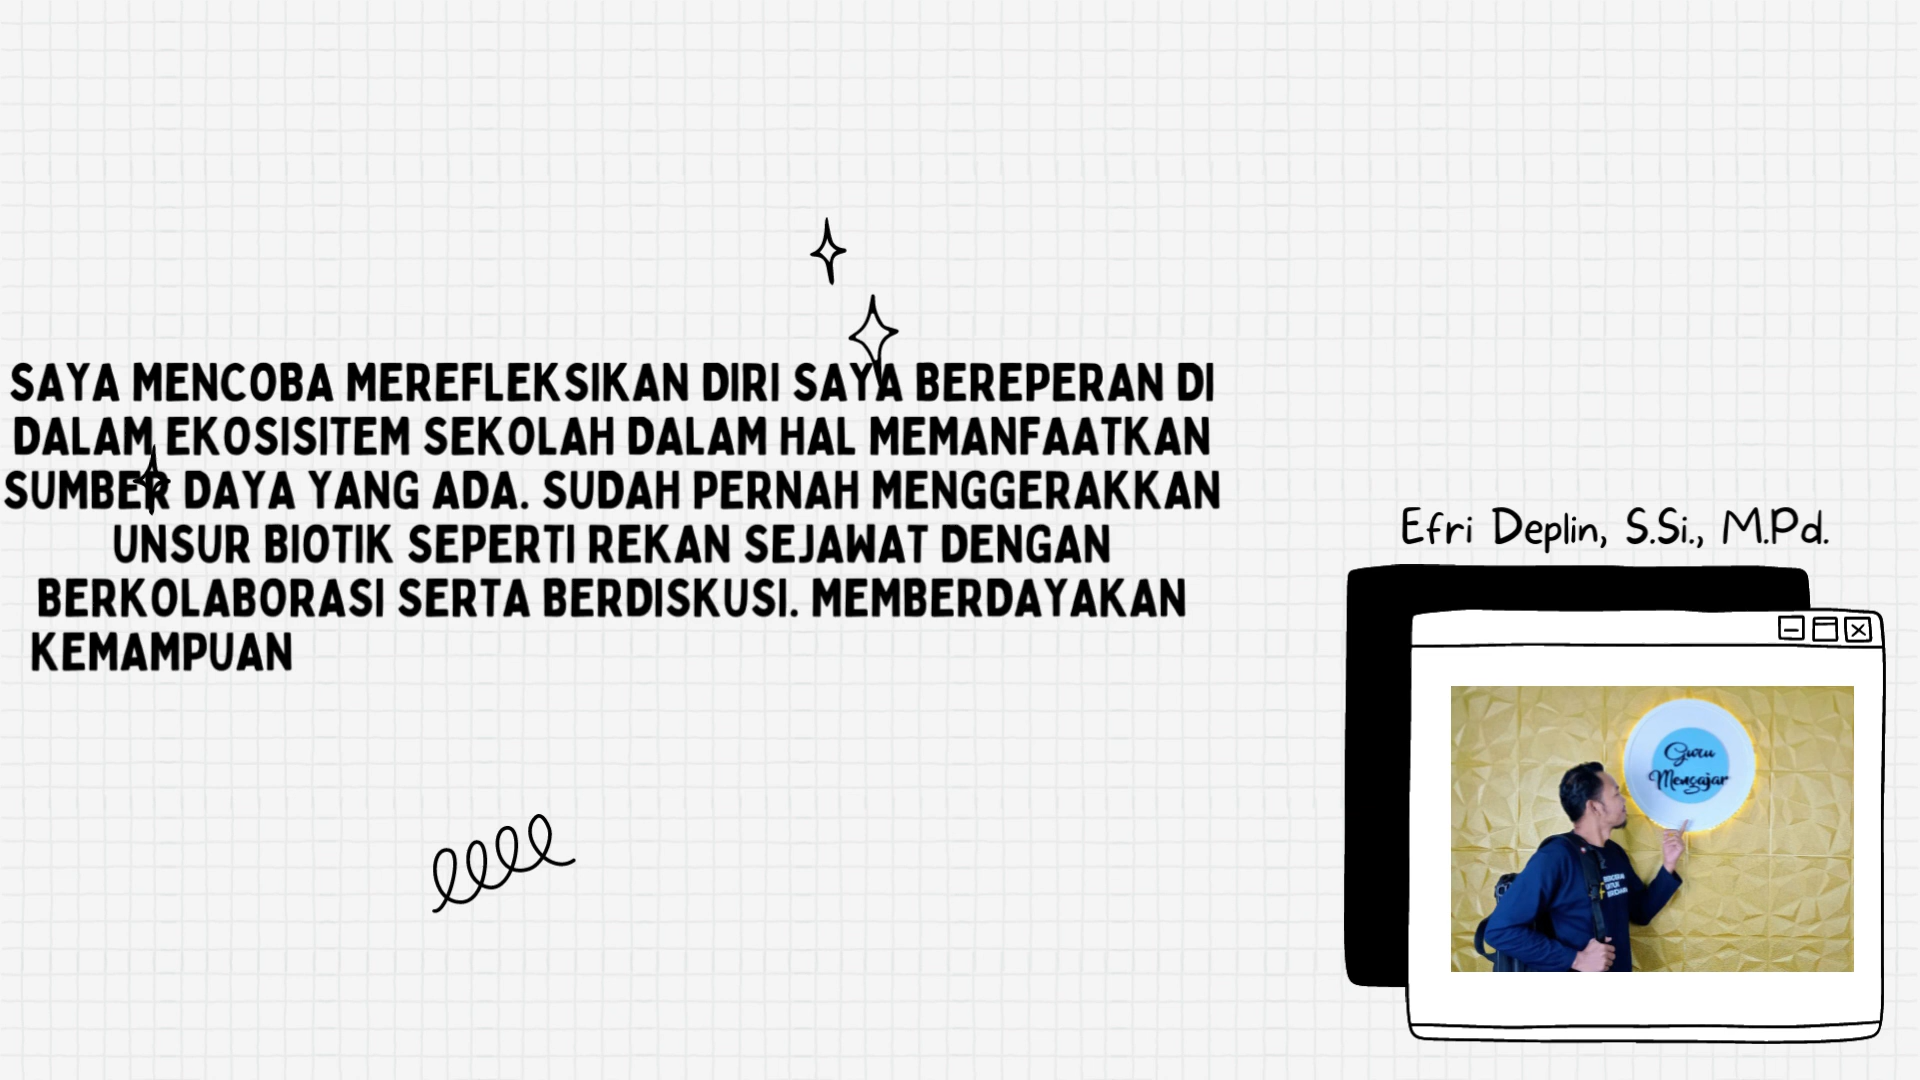 SAYA MENCOBA MEREFLEKSIKAN DIRI SAYA BEREPERAN DI
DALAM EKOSISITEM SEKOLAH DALAM HAL MEMANFAATKAN
SUMBER DAYA YANG ADA. SUDAH PERNAH MENGGERAKKAN
UNSUR BIOTIK SEPERTI REKAN SEJAWAT DENGAN
BERKOLABORASI SERTA BERDISKUSI. MEMBERDAYAKAN
KEMAMPUAN
Efri Deplin, S.Si., M.Pd.
Guru
Mengajar